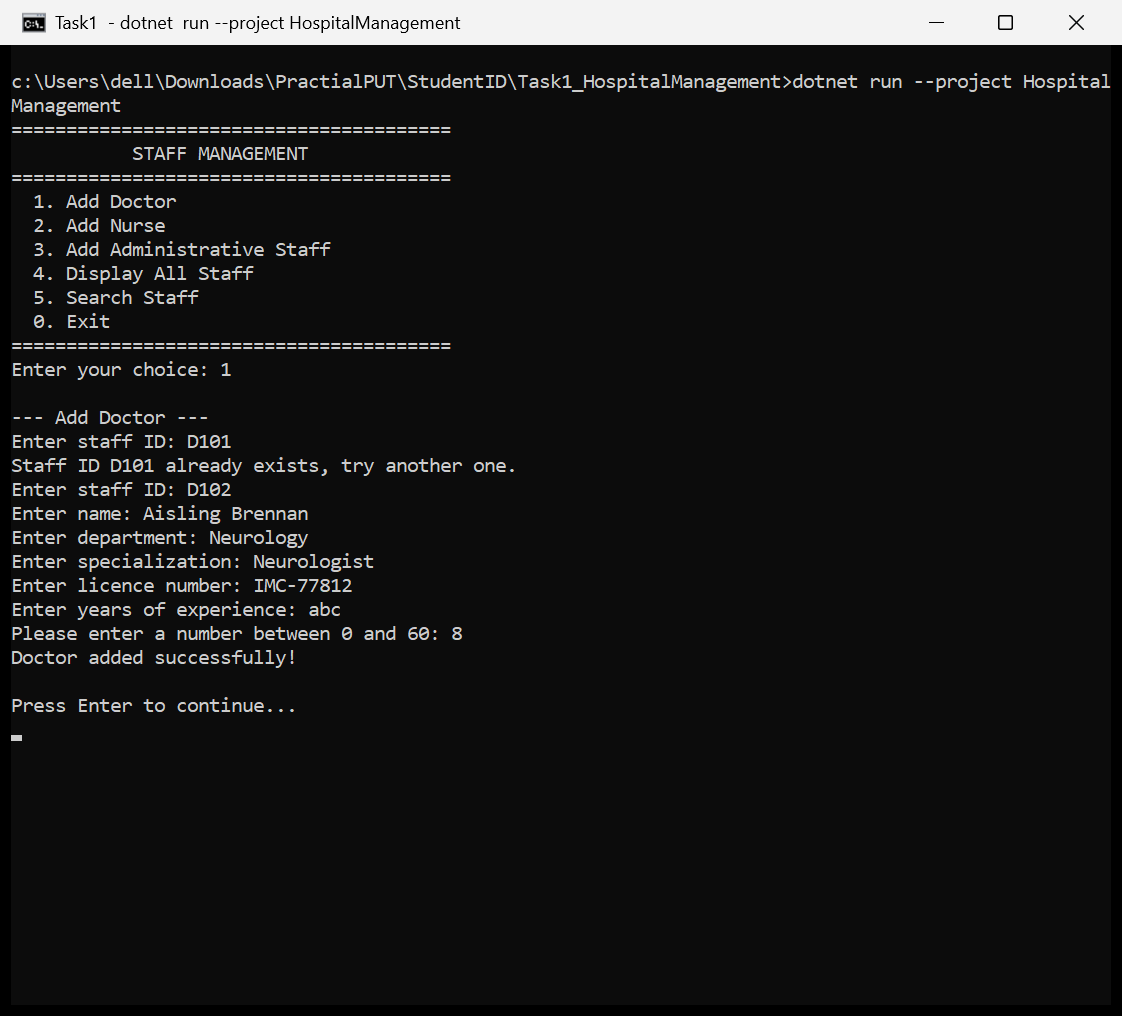 Task1 - dotnet run --project HospitalManagement
c:\Users\dell\Downloads\PractialPUT\StudentID\Task1_HospitalManagement>dotnet run --project Hospital
Management
========================================
STAFF MANAGEMENT
========================================
1. Add Doctor
2. Add Nurse
3. Add Administrative Staff
4. Display All Staff
5. Search Staff
0. Exit
========================================
Enter your choice: 1
--- Add Doctor ---
Enter staff ID: D101
Staff ID D101 already exists, try another one.
Enter staff ID: D102
Enter name: Aisling Brennan
Enter department: Neurology
Enter specialization: Neurologist
Enter licence number: IMC-77812
Enter years of experience: abc
Please enter a number between 0 and 60: 8
Doctor added successfully!
Press Enter to continue...